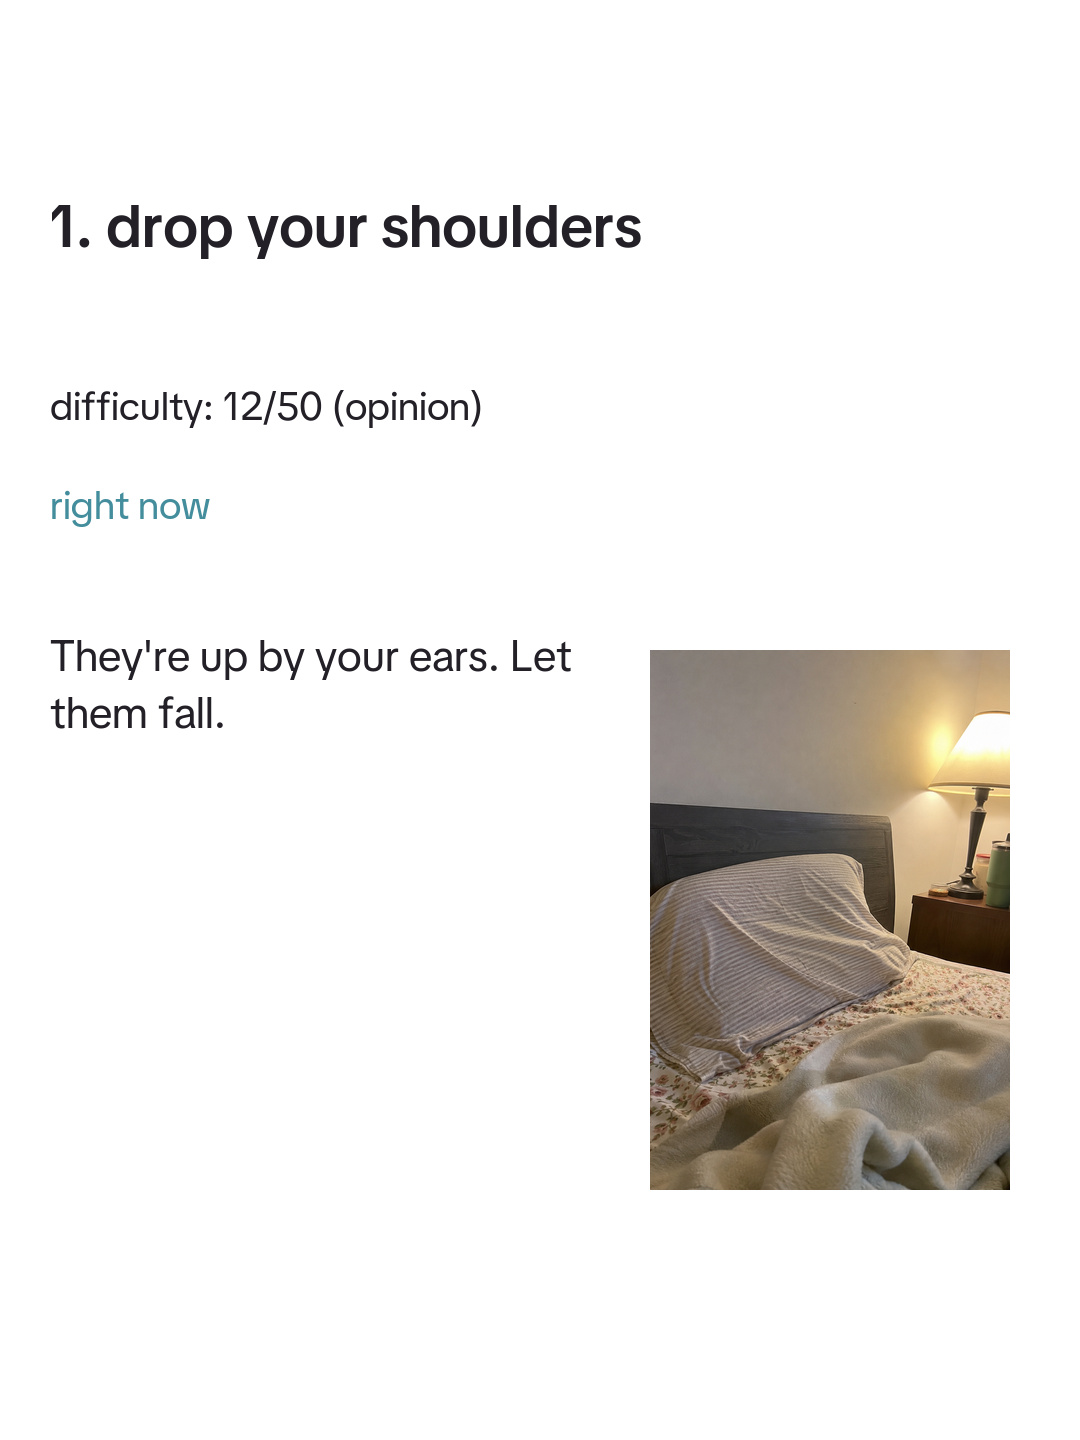 1. drop your shoulders
difficulty: 12/50 (opinion)
right now
They're up by your ears. Let
them fall.